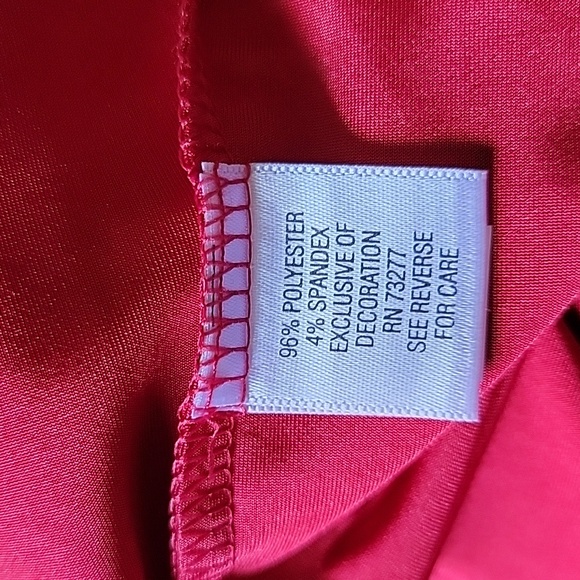 96% POLYESTER
4% SPANDEX
EXCLUSIVE OF
DECORATION
RN 73277
SEE REVERSE
FOR CARE